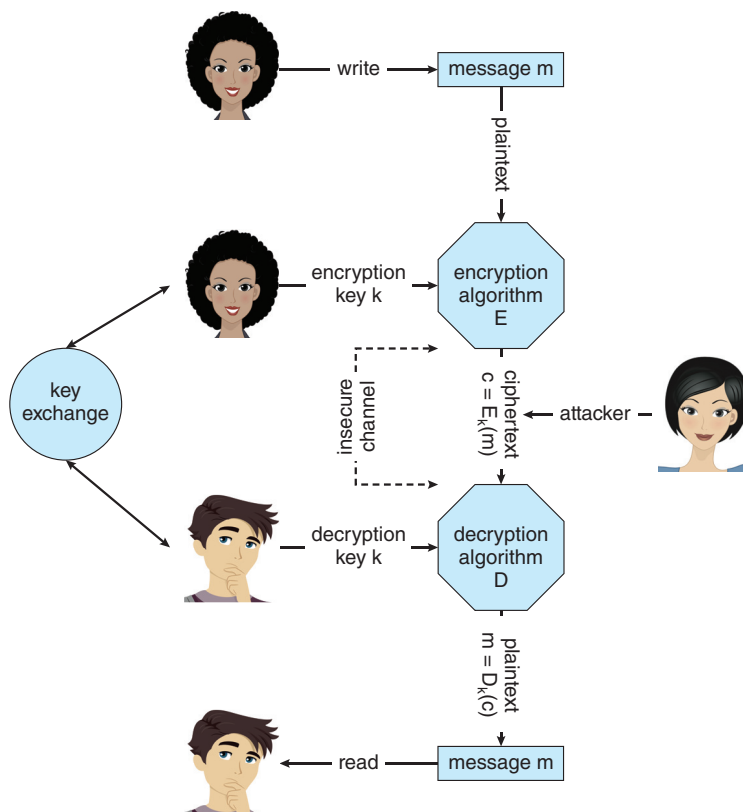 write
message m
plaintext
encryption
key k
encryption
algorithm
E
key
exchange
insecure
channel
ciphertext
c = Eₖ(m)
attacker
decryption
key k
decryption
algorithm
D
plaintext
m = Dₖ(c)
read
message m